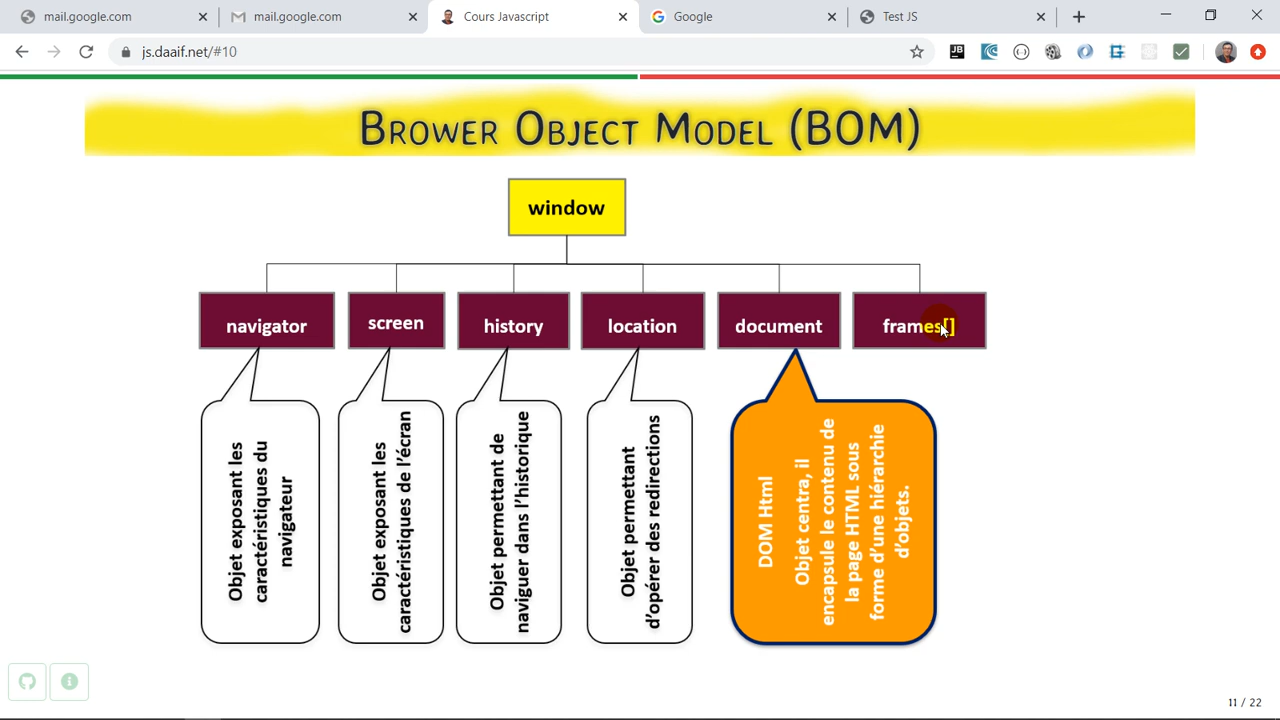 mail.google.com
mail.google.com
Cours Javascript
Google
Test JS
js.daaif.net/#10
JB
BROWER OBJECT MODEL (BOM)
window
navigator
screen
history
location
document
frames[]
Objet exposant les
caractéristiques du
navigateur
Objet exposant les
caractéristiques de l'écran
Objet permettant de
naviguer dans l'historique
Objet permettant
d'opérer des redirections
DOM Html
Objet centra, il
encapsule le contenu de
la page HTML sous
forme d'une hiérarchie
d'objets.
11 / 22